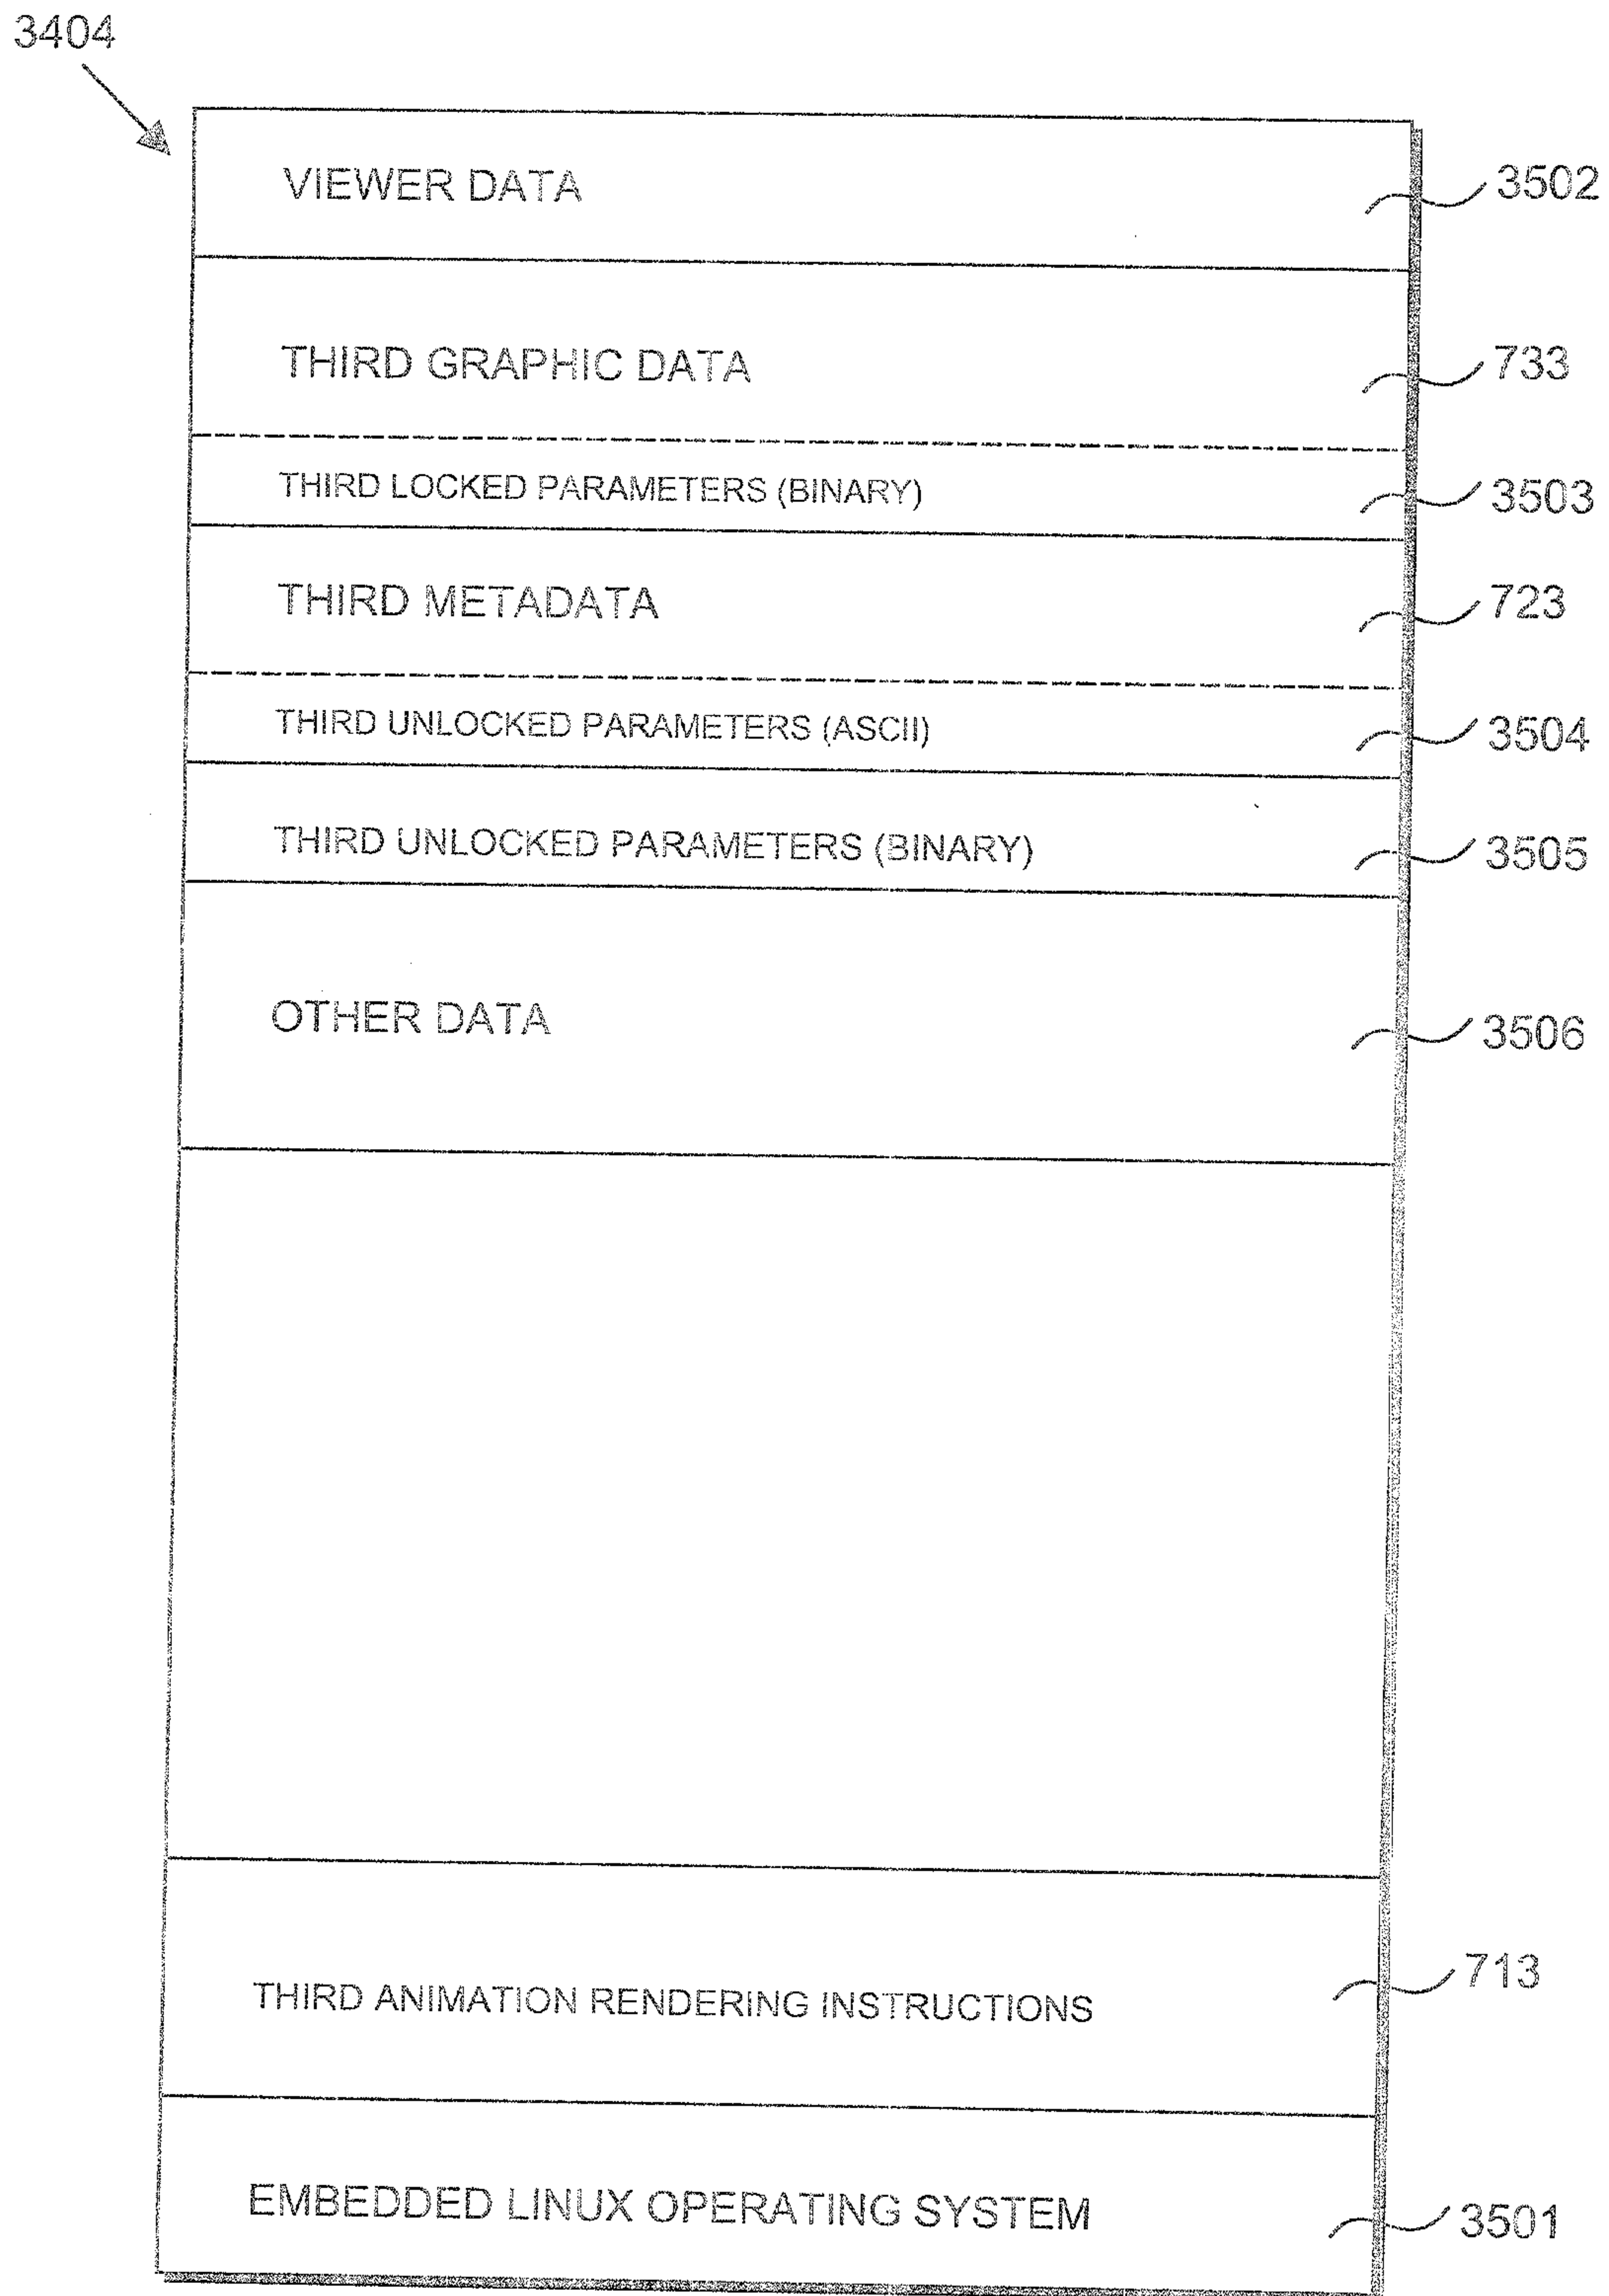 3404
VIEWER DATA 3502
THIRD GRAPHIC DATA 733
THIRD LOCKED PARAMETERS (BINARY) 3503
THIRD METADATA 723
THIRD UNLOCKED PARAMETERS (ASCII) 3504
THIRD UNLOCKED PARAMETERS (BINARY) 3505
OTHER DATA 3506
THIRD ANIMATION RENDERING INSTRUCTIONS 713
EMBEDDED LINUX OPERATING SYSTEM 3501